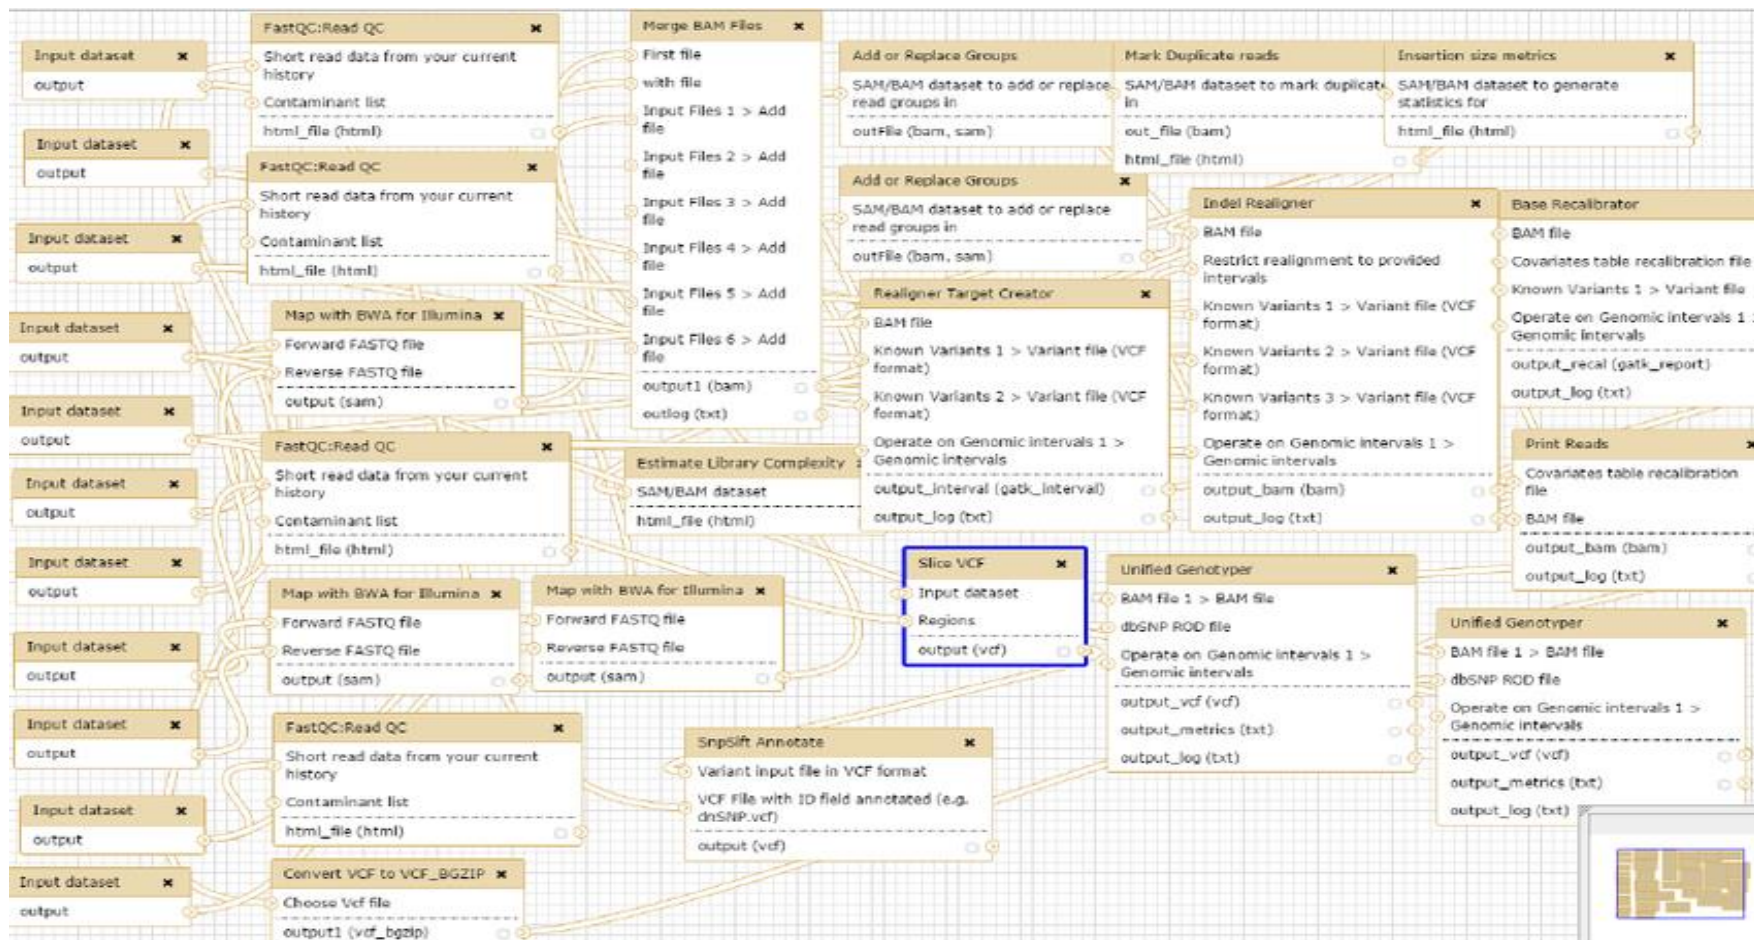 Input dataset
output
Input dataset
output
Input dataset
output
Input dataset
output
Input dataset
output
Input dataset
output
Input dataset
output
Input dataset
output
Input dataset
output
Input dataset
output
Input dataset
output
FastQC:Read QC
Short read data from your current
history
Contaminant list
html_file (html)
FastQC:Read QC
Short read data from your current
history
Contaminant list
html_file (html)
Map with BWA for Illumina
Forward FASTQ file
Reverse FASTQ file
output (sam)
FastQC:Read QC
Short read data from your current
history
Contaminant list
html_file (html)
Map with BWA for Illumina
Forward FASTQ file
Reverse FASTQ file
output (sam)
Map with BWA for Illumina
Forward FASTQ file
Reverse FASTQ file
output (sam)
FastQC:Read QC
Short read data from your current
history
Contaminant list
html_file (html)
Convert VCF to VCF_BGZIP
Choose Vcf file
output1 (vcf_bgzip)
Merge BAM Files
First file
with file
Input Files 1 > Add
file
Input Files 2 > Add
file
Input Files 3 > Add
file
Input Files 4 > Add
file
Input Files 5 > Add
file
Input Files 6 > Add
file
output1 (bam)
outlog (txt)
Estimate Library Complexity
SAM/BAM dataset
html_file (html)
SnpSift Annotate
Variant input file in VCF format
VCF File with ID field annotated (e.g.
dnSNP.vcf)
output (vcf)
Add or Replace Groups
SAM/BAM dataset to add or replace
read groups in
outFile (bam, sam)
Add or Replace Groups
SAM/BAM dataset to add or replace
read groups in
outFile (bam, sam)
Realigner Target Creator
BAM file
Known Variants 1 > Variant file (VCF
format)
Known Variants 2 > Variant file (VCF
format)
Operate on Genomic intervals 1 >
Genomic intervals
output_interval (gatk_interval)
output_log (txt)
Slice VCF
Input dataset
Regions
output (vcf)
Mark Duplicate reads
SAM/BAM dataset to mark duplicate
in
out_file (bam)
html_file (html)
Insertion size metrics
SAM/BAM dataset to generate
statistics for
html_file (html)
Indel Realigner
BAM file
Restrict realignment to provided
intervals
Known Variants 1 > Variant file (VCF
format)
Known Variants 2 > Variant file (VCF
format)
Known Variants 3 > Variant file (VCF
format)
Operate on Genomic intervals 1 >
Genomic intervals
output_bam (bam)
output_log (txt)
Unified Genotyper
BAM file 1 > BAM file
dbSNP ROD file
Operate on Genomic intervals 1 >
Genomic intervals
output_vcf (vcf)
output_metrics (txt)
output_log (txt)
Base Recalibrator
BAM file
Covariates table recalibration file
Known Variants 1 > Variant file
Operate on Genomic intervals 1 >
Genomic intervals
output_recal (gatk_report)
output_log (txt)
Print Reads
Covariates table recalibration
file
BAM file
output_bam (bam)
output_log (txt)
Unified Genotyper
BAM file 1 > BAM file
dbSNP ROD file
Operate on Genomic intervals 1 >
Genomic intervals
output_vcf (vcf)
output_metrics (txt)
output_log (txt)